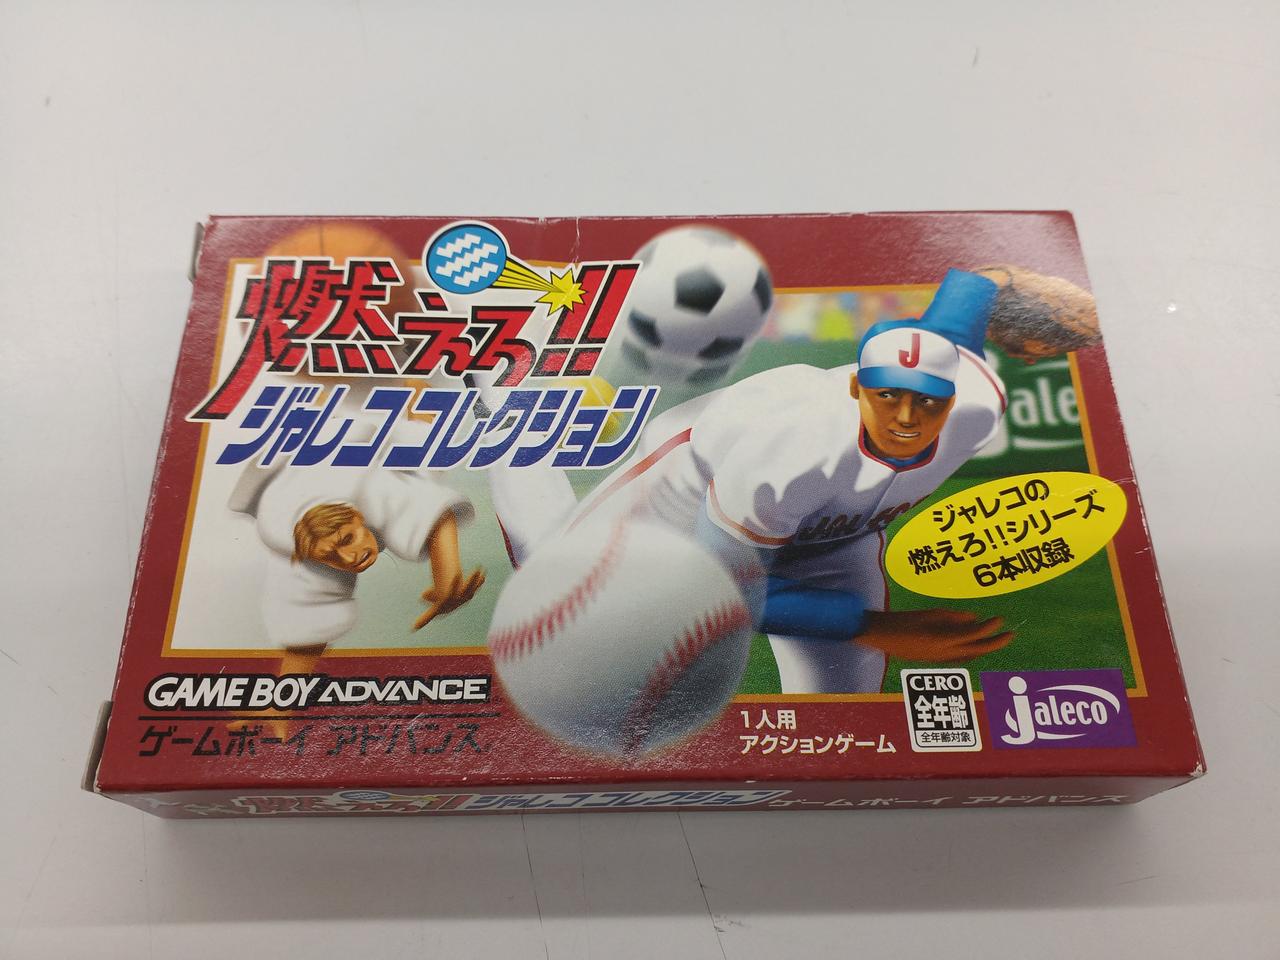 燃えろ!!
ジャレココレクション
J
ale
ジャレコの
燃えろ!!シリーズ
6本収録
GAME BOY ADVANCE
ゲームボーイ アドバンス
1人用
アクションゲーム
CERO
全年齢
全年齢対象
jaleco
燃えろ!! ジャレココレクション ゲームボーイ アドバンス